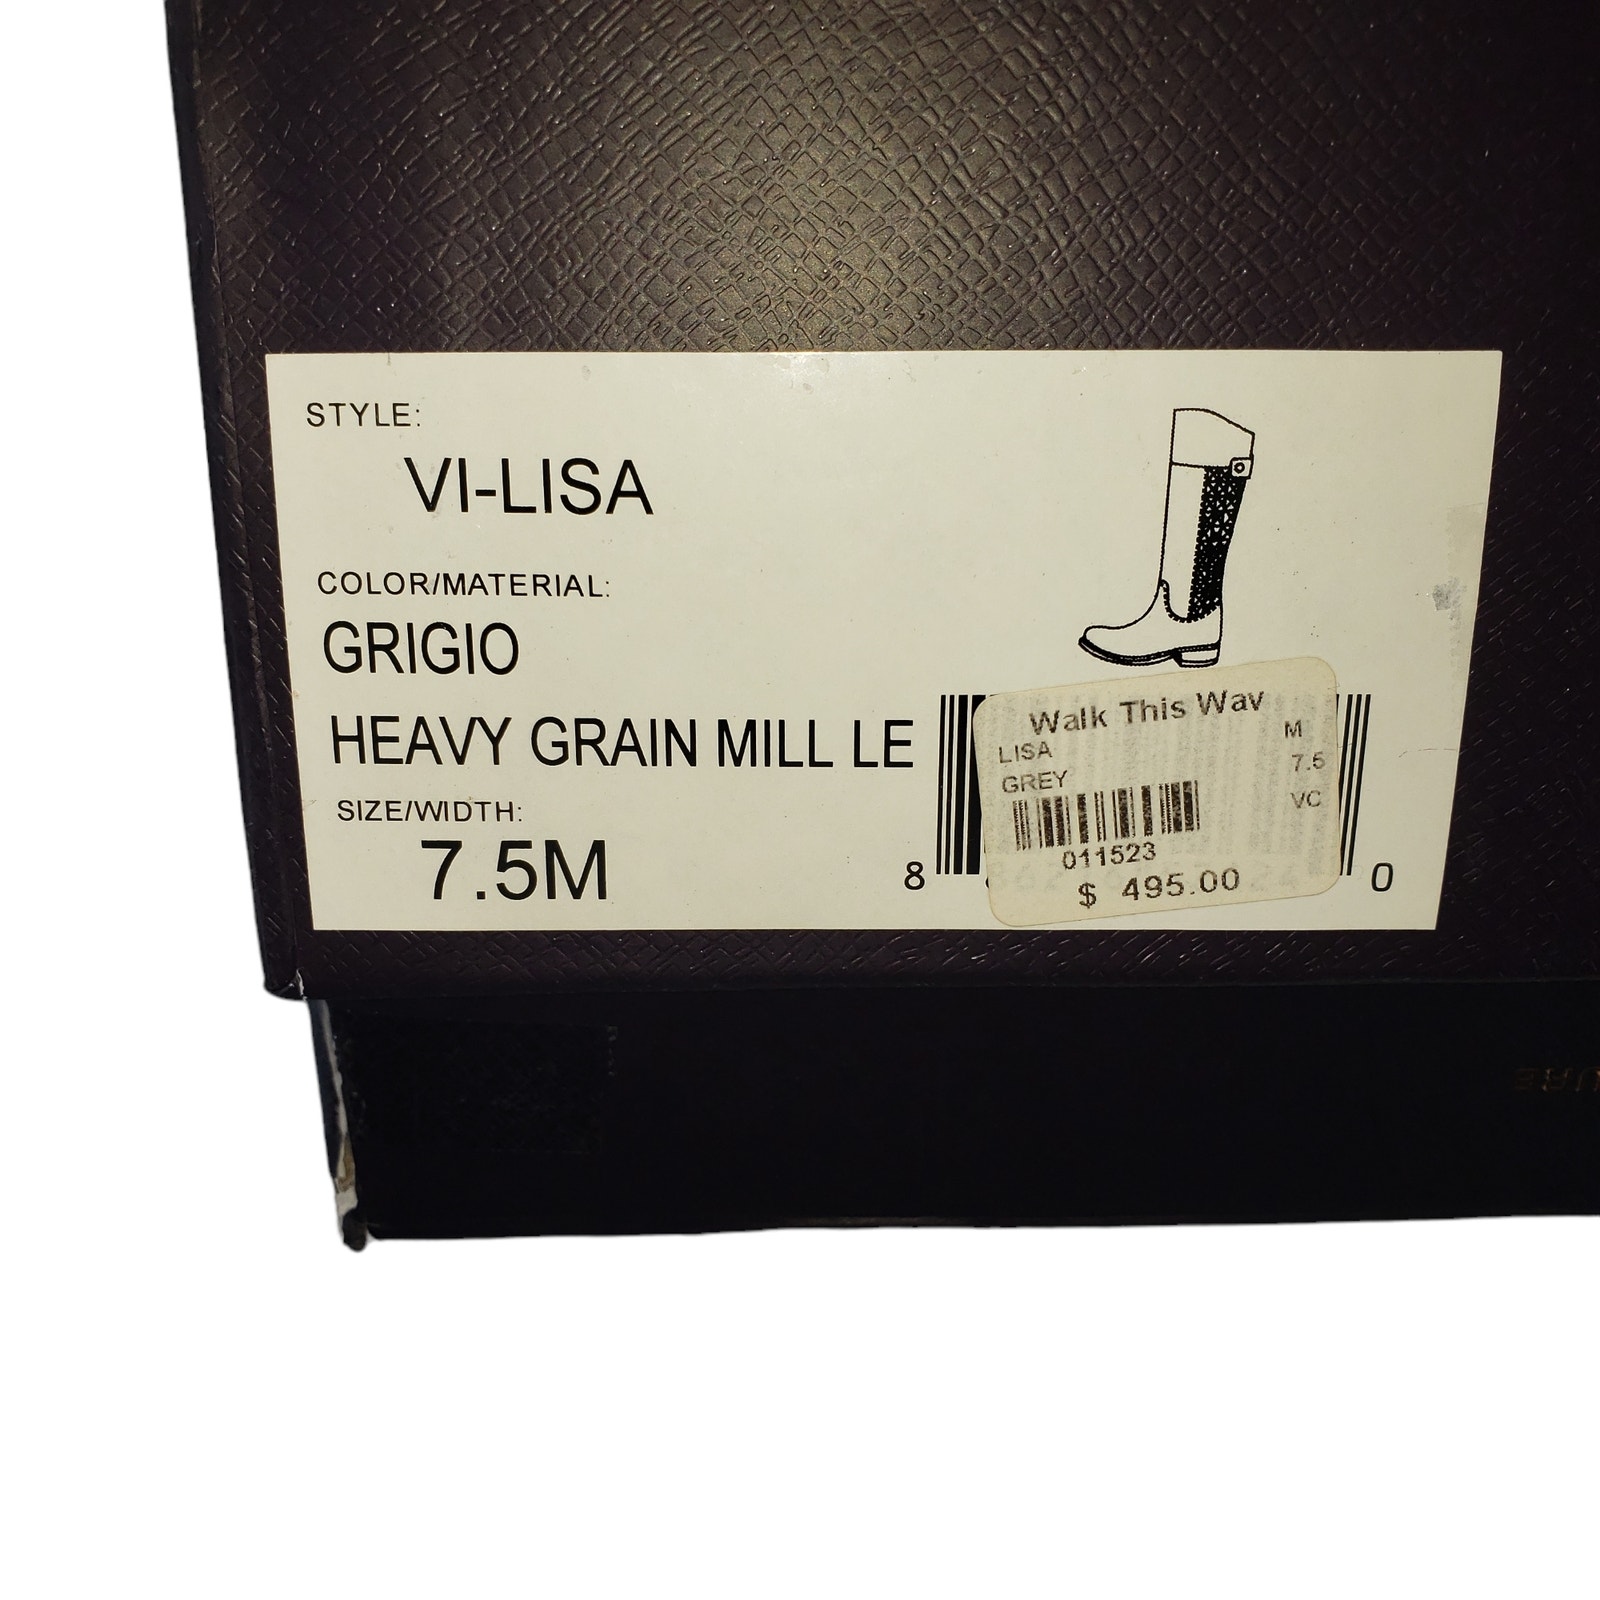 STYLE:
VI-LISA
COLOR/MATERIAL:
GRIGIO
HEAVY GRAIN MILL LE
SIZE/WIDTH:
7.5M
8 0
Walk This Way
LISA M
GREY 7.5
VC
011523
$ 495.00